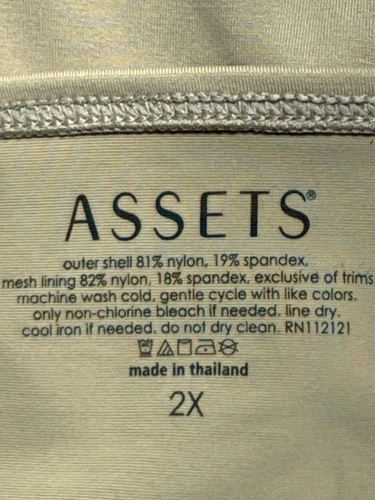 ASSETS®
outer shell 81% nylon, 19% spandex,
mesh lining 82% nylon, 18% spandex, exclusive of trims
machine wash cold, gentle cycle with like colors.
only non-chlorine bleach if needed. line dry.
cool iron if needed. do not dry clean. RN112121
made in thailand
2X